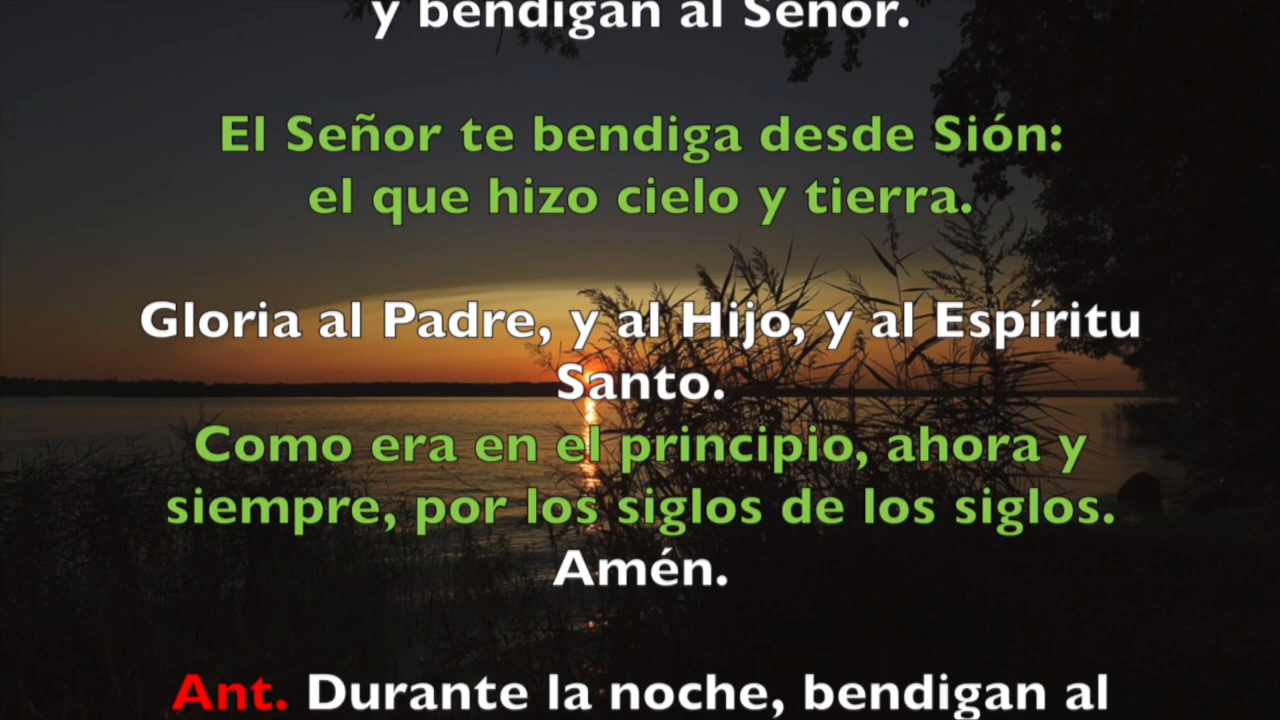 y bendigan al Señor.
El Señor te bendiga desde Sión:
el que hizo cielo y tierra.
Gloria al Padre, y al Hijo, y al Espíritu
Santo.
Como era en el principio, ahora y
siempre, por los siglos de los siglos.
Amén.
Ant. Durante la noche, bendigan al